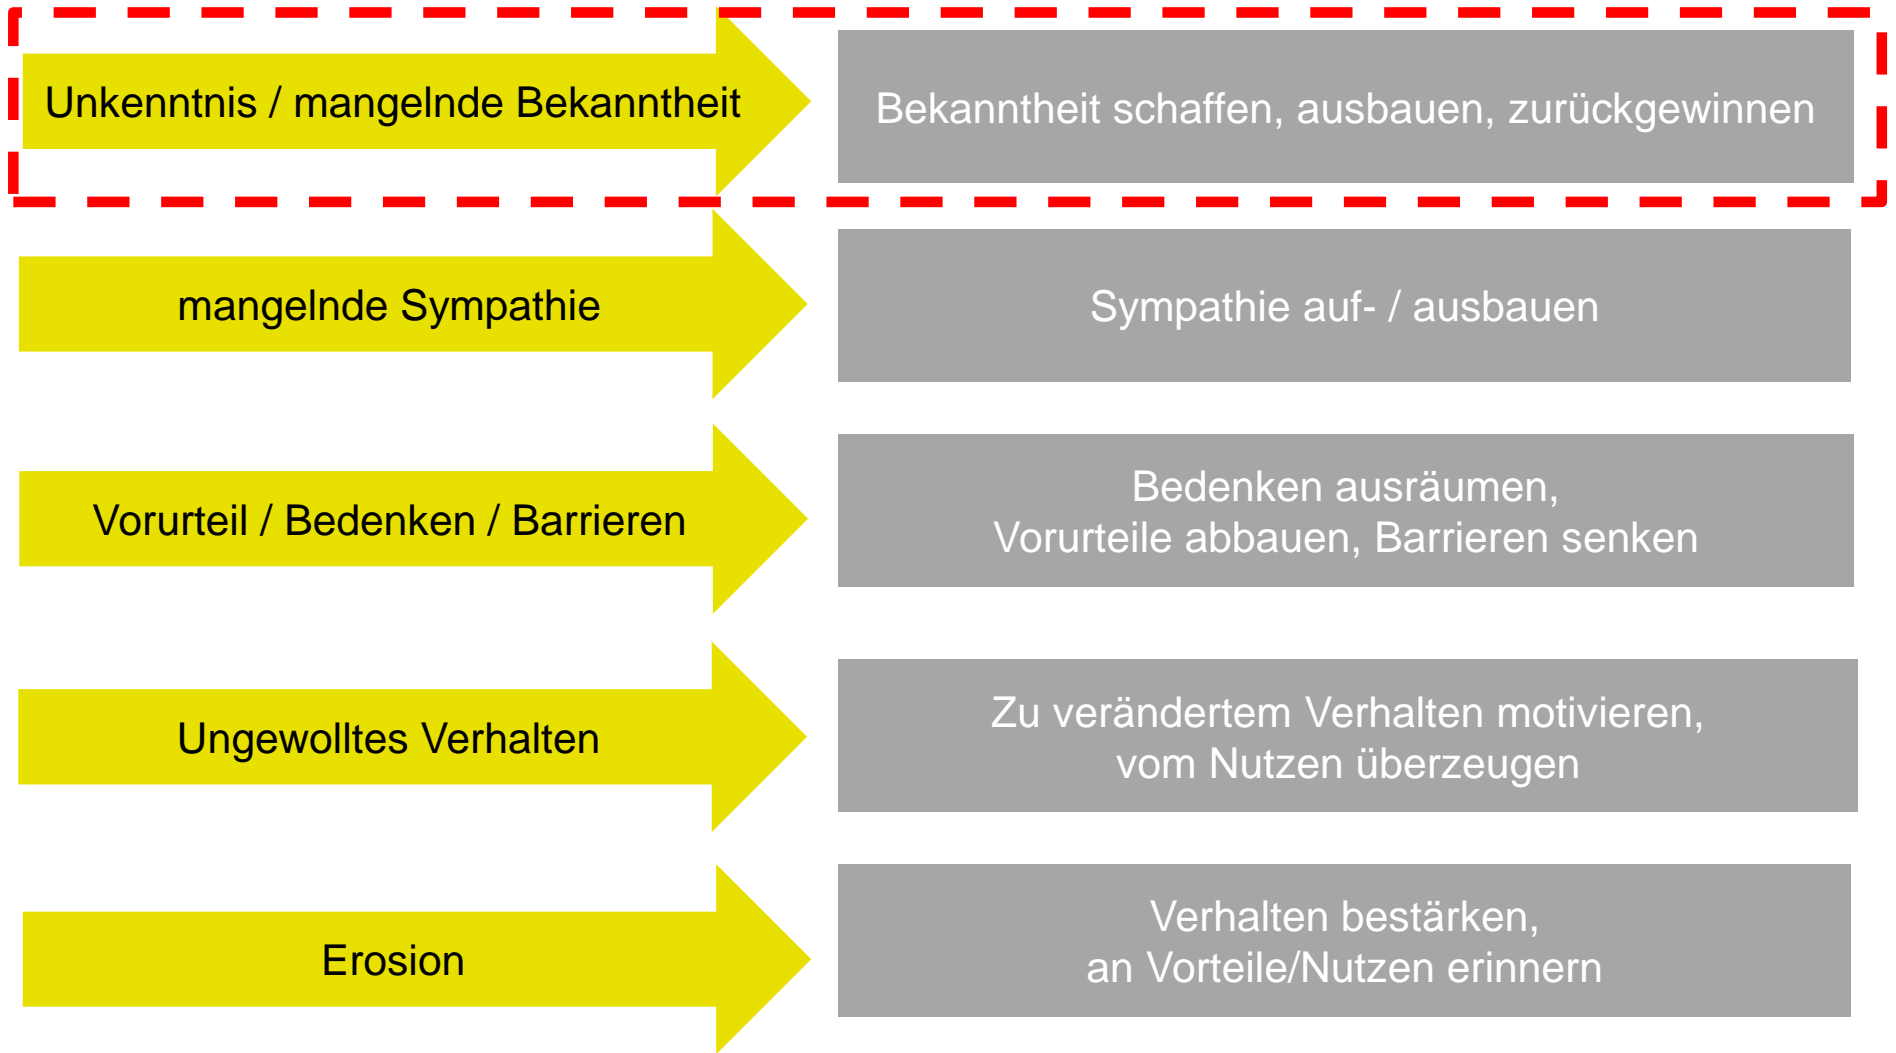 Unkenntnis / mangelnde Bekanntheit
Bekanntheit schaffen, ausbauen, zurückgewinnen
mangelnde Sympathie
Sympathie auf- / ausbauen
Vorurteil / Bedenken / Barrieren
Bedenken ausräumen,
Vorurteile abbauen, Barrieren senken
Ungewolltes Verhalten
Zu verändertem Verhalten motivieren,
vom Nutzen überzeugen
Erosion
Verhalten bestärken,
an Vorteile/Nutzen erinnern